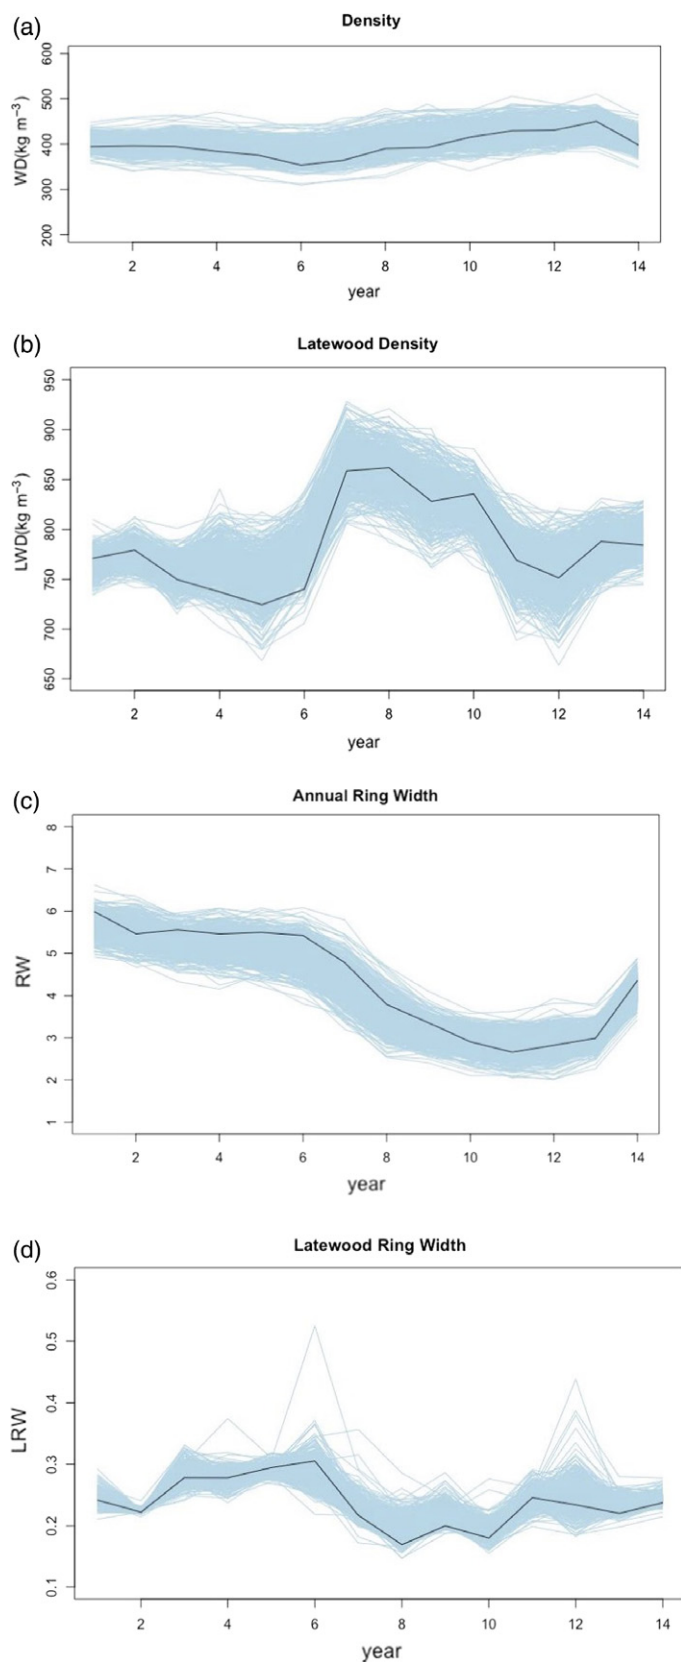 (a)
Density
WD(kg m⁻³)
600
500
400
300
200
2 4 6 8 10 12 14
year
(b)
Latewood Density
LWD(kg m⁻³)
950
900
850
800
750
700
650
2 4 6 8 10 12 14
year
(c)
Annual Ring Width
RW
8
7
6
5
4
3
2
1
2 4 6 8 10 12 14
year
(d)
Latewood Ring Width
LRW
0.6
0.5
0.4
0.3
0.2
0.1
2 4 6 8 10 12 14
year